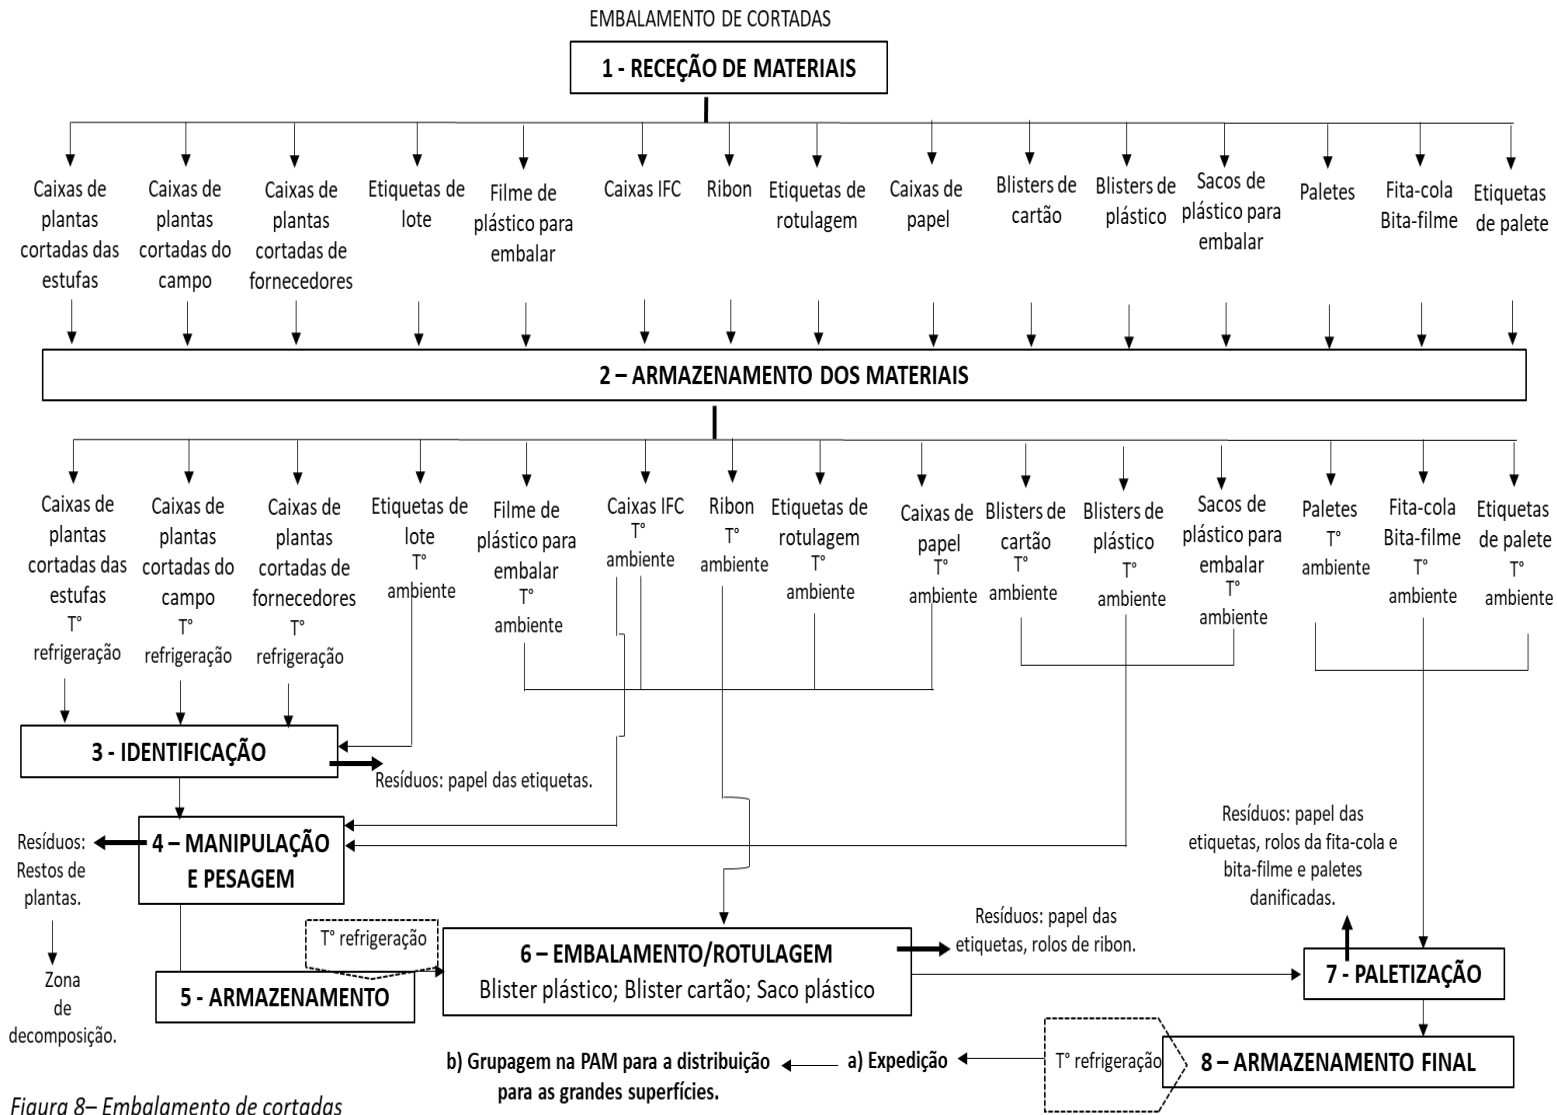 EMBALAMENTO DE CORTADAS
1 - RECEÇÃO DE MATERIAIS
Caixas de
plantas
cortadas das
estufas
Caixas de
plantas
cortadas do
campo
Caixas de
plantas
cortadas de
fornecedores
Etiquetas de
lote
Filme de
plástico para
embalar
Caixas IFC
Ribon
Etiquetas de
rotulagem
Caixas de
papel
Blisters de
cartão
Blisters de
plástico
Sacos de
plástico para
embalar
Paletes
Fita-cola
Bita-filme
Etiquetas
de palete
2 – ARMAZENAMENTO DOS MATERIAIS
Caixas de
plantas
cortadas das
estufas
T°
refrigeração
Caixas de
plantas
cortadas do
campo
T°
refrigeração
Caixas de
plantas
cortadas de
fornecedores
T°
refrigeração
Etiquetas de
lote
T°
ambiente
Filme de
plástico para
embalar
T°
ambiente
Caixas IFC
T°
ambiente
Ribon
T°
ambiente
Etiquetas de
rotulagem
T°
ambiente
Caixas de
papel
T°
ambiente
Blisters de
cartão
T°
ambiente
Blisters de
plástico
T°
ambiente
Sacos de
plástico para
embalar
T°
ambiente
Paletes
T°
ambiente
Fita-cola
Bita-filme
T°
ambiente
Etiquetas
de palete
T°
ambiente
3 - IDENTIFICAÇÃO
Resíduos: papel das etiquetas.
4 – MANIPULAÇÃO
E PESAGEM
Resíduos:
Restos de
plantas.
Zona
de
decomposição.
5 - ARMAZENAMENTO
T° refrigeração
6 – EMBALAMENTO/ROTULAGEM
Blister plástico; Blister cartão; Saco plástico
Resíduos: papel das
etiquetas, rolos de ribon.
Resíduos: papel das
etiquetas, rolos da fita-cola e
bita-filme e paletes
danificadas.
7 - PALETIZAÇÃO
8 – ARMAZENAMENTO FINAL
T° refrigeração
a) Expedição
b) Grupagem na PAM para a distribuição
para as grandes superfícies.
Figura 8– Embalamento de cortadas